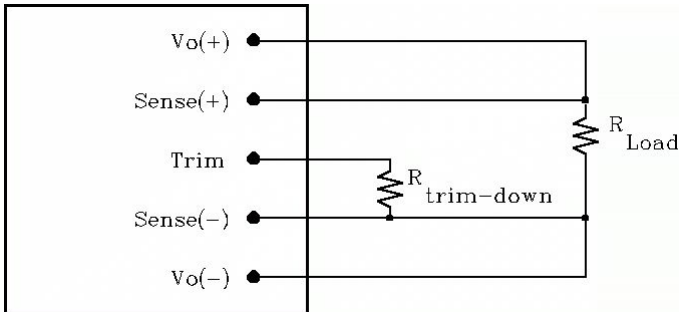 Vo(+)
Sense(+)
R
Load
Trim
R
trim-down
Sense(-)
Vo(-)